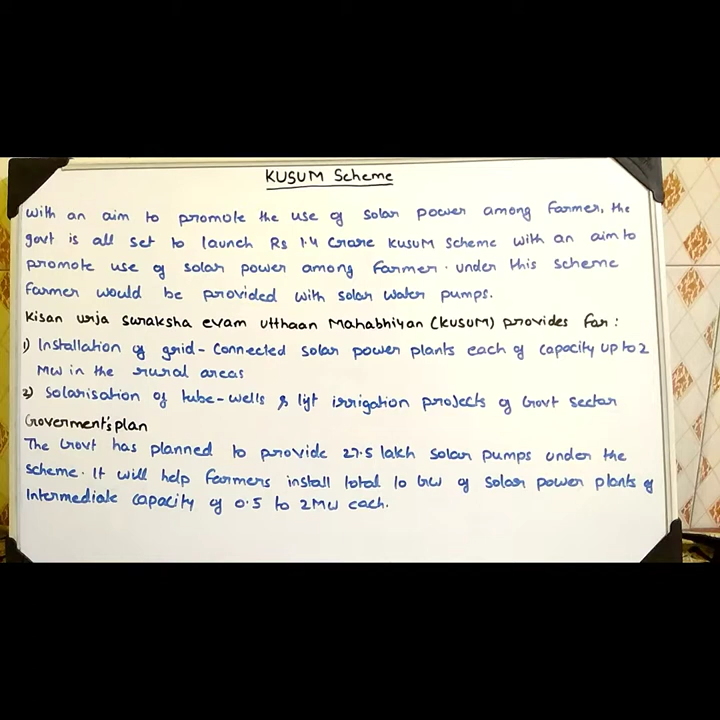 KUSUM Scheme
With an aim to promote the use of solar power among farmer, the
govt is all set to launch Rs 1.4 Crare KUSUM Scheme with an aim to
promote use of solar power among farmer. under this scheme
farmer would be provided with solar water pumps.
Kisan urja suraksha evam utthaan Mahabhiyan (KUSUM) provides for:
1) Installation of grid-Connected solar power plants each of capacity up to 2
MW in the rural areas
2) Solarisation of tube-wells & lift irrigation projects of Govt sector
Goverment's plan
The Govt has planned to provide 27.5 lakh solar pumps under the
scheme. It will help farmers install total 10 GW of solar power plants of
Intermediate capacity of 0.5 to 2MW each.